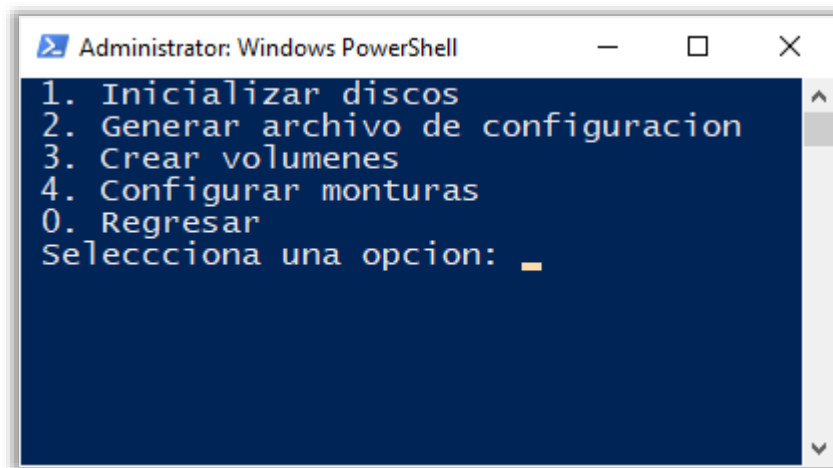 Administrator: Windows PowerShell
1. Inicializar discos
2. Generar archivo de configuracion
3. Crear volumenes
4. Configurar monturas
0. Regresar
Seleccciona una opcion: